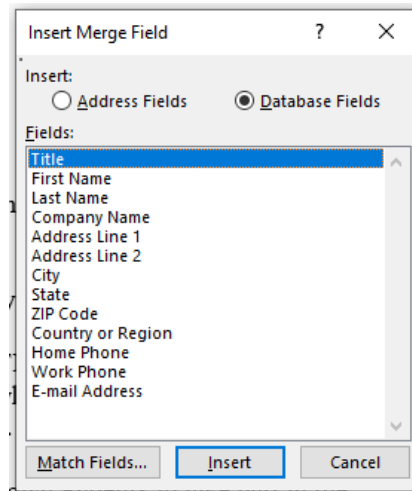 Insert Merge Field ? ×
Insert:
Address Fields Database Fields
Fields:
Title
First Name
Last Name
Company Name
Address Line 1
Address Line 2
City
State
ZIP Code
Country or Region
Home Phone
Work Phone
E-mail Address
Match Fields... Insert Cancel